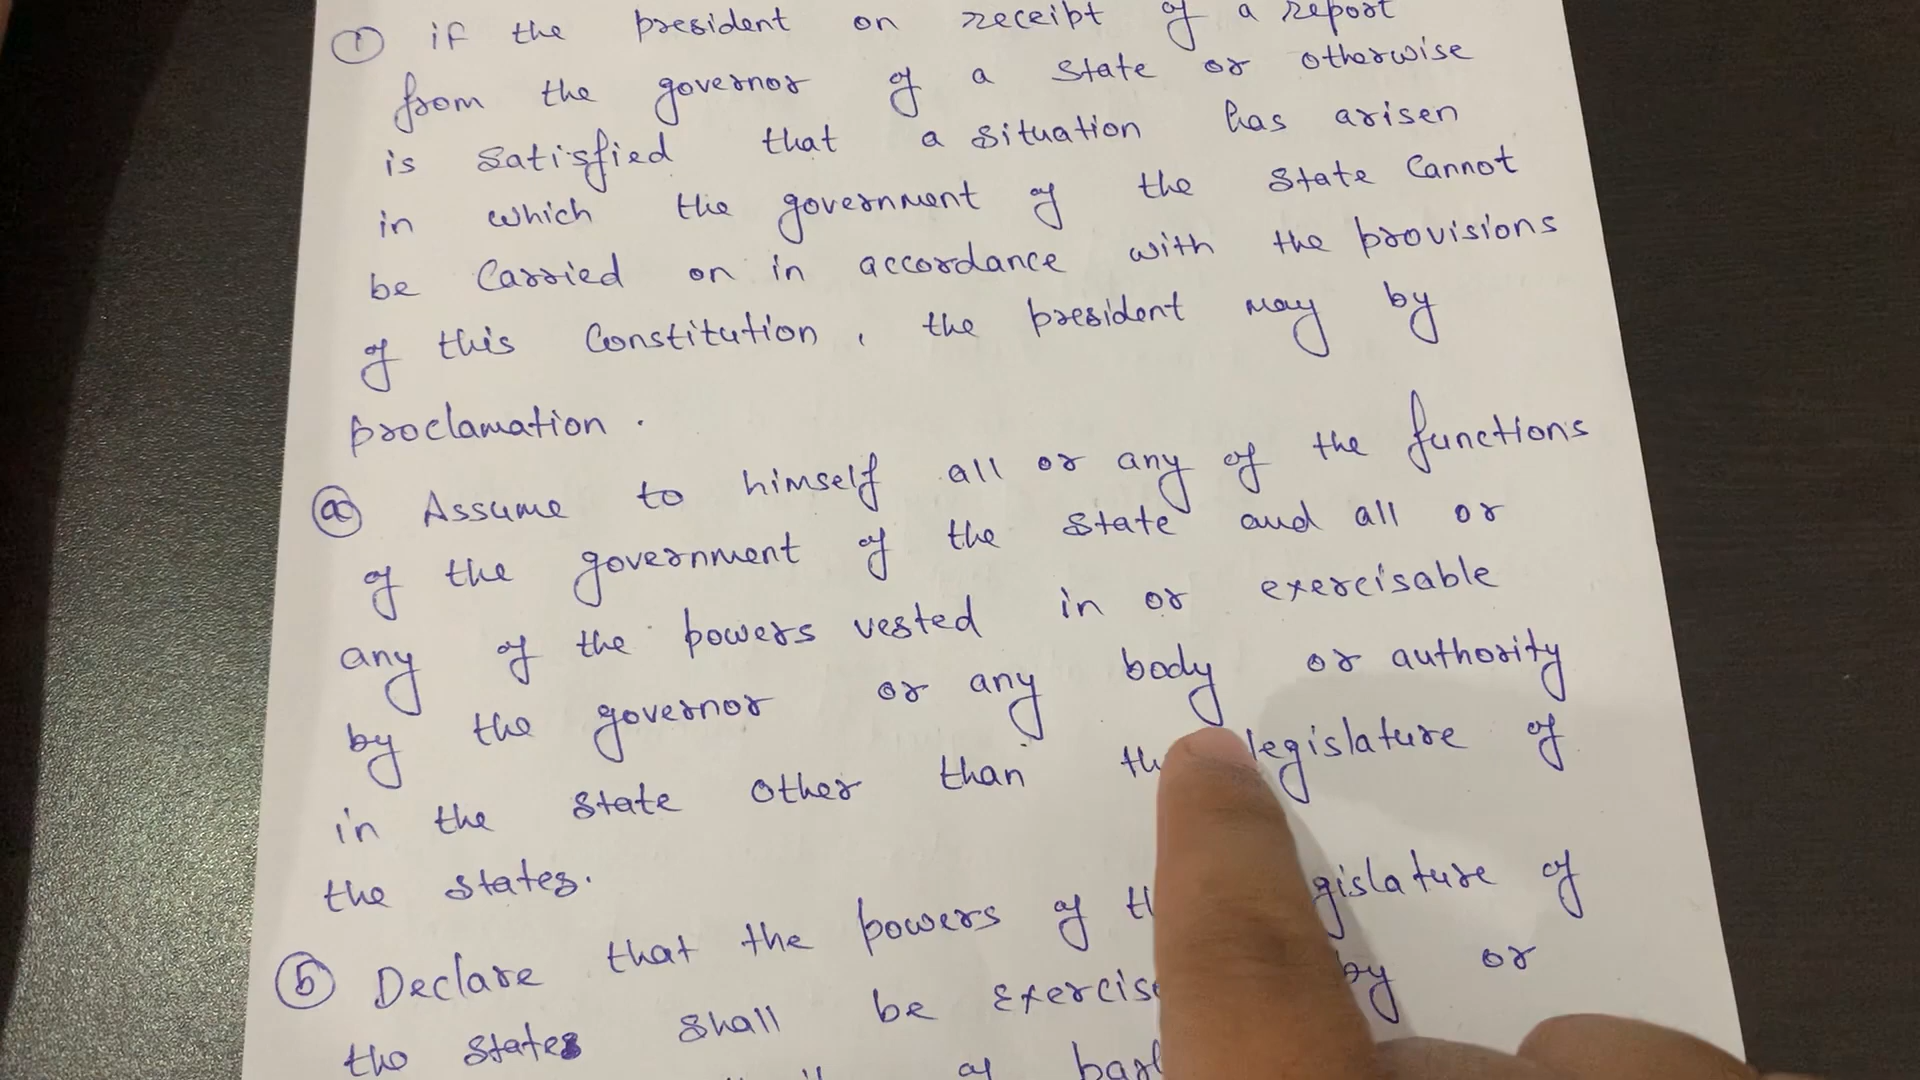 ① if the president on receipt of a report
from the governor of a state or otherwise
is satisfied that a situation has arisen
in which the government of the state cannot
be carried on in accordance with the provisions
of this constitution, the president may by
proclamation.
ⓐ Assume to himself all or any of the functions
of the government of the state and all or
any of the powers vested in or exercisable
by the governor or any body or authority
in the state other than legislature of
the states.
ⓑ Declare that the powers of of
the states shall be by or
of